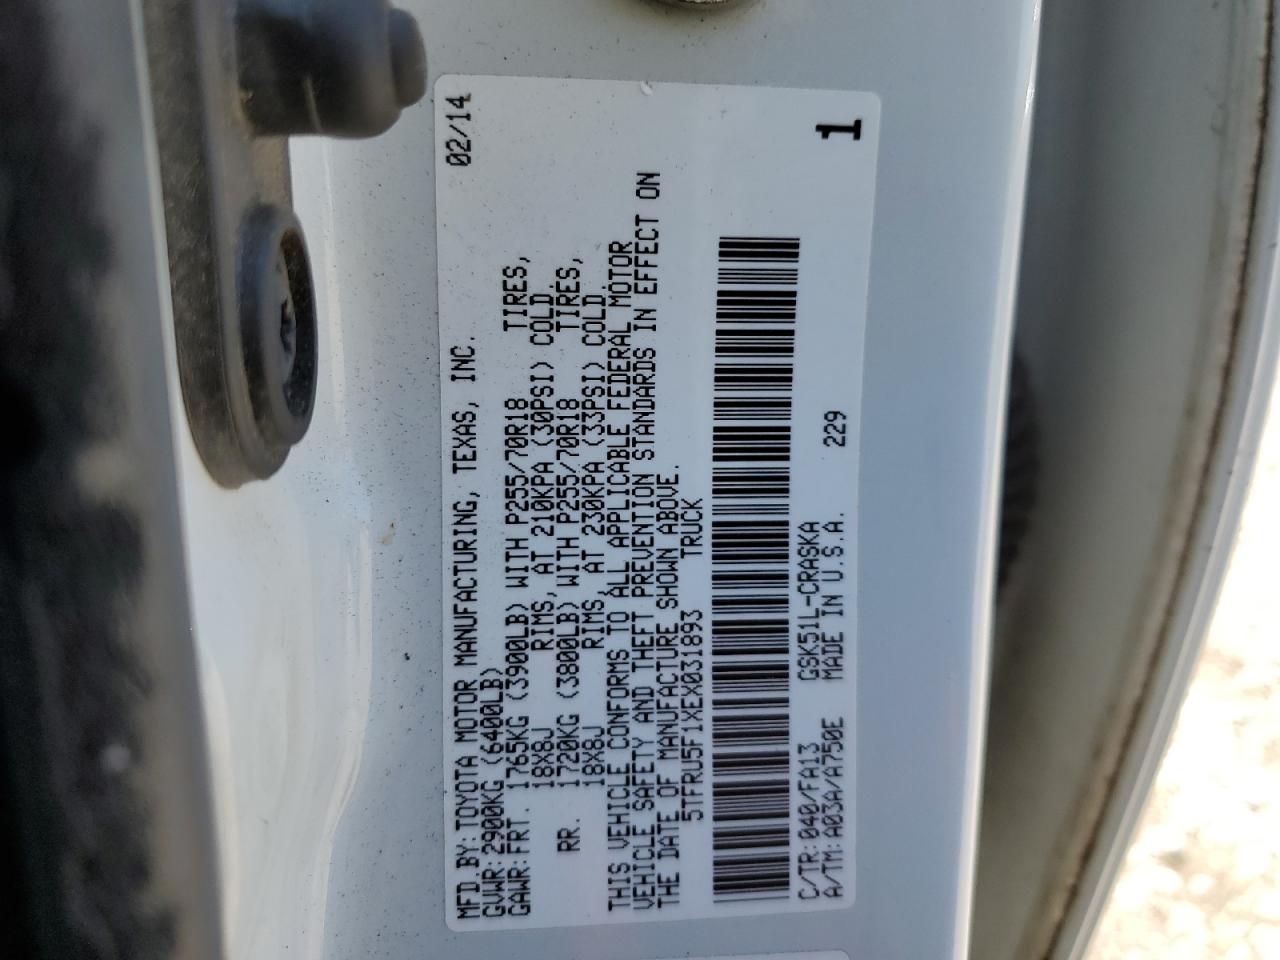 MFD.BY:TOYOTA MOTOR MANUFACTURING, TEXAS, INC. 02/14
GVWR:2900KG (6400LB)
GAWR:FRT. 1765KG (3900LB) WITH P255/70R18 TIRES,
18X8J RIMS, AT 210KPA (30PSI) COLD.
RR. 1720KG (3800LB) WITH P255/70R18 TIRES,
18X8J RIMS, AT 230KPA (33PSI) COLD.
THIS VEHICLE CONFORMS TO ALL APPLICABLE FEDERAL MOTOR
VEHICLE SAFETY AND THEFT PREVENTION STANDARDS IN EFFECT ON
THE DATE OF MANUFACTURE SHOWN ABOVE.
5TFRU5F1XEX031893 TRUCK
C/TR:040/FA13 GSK51L-CRASKA
A/TM:A03A/A750E MADE IN U.S.A. 229
1